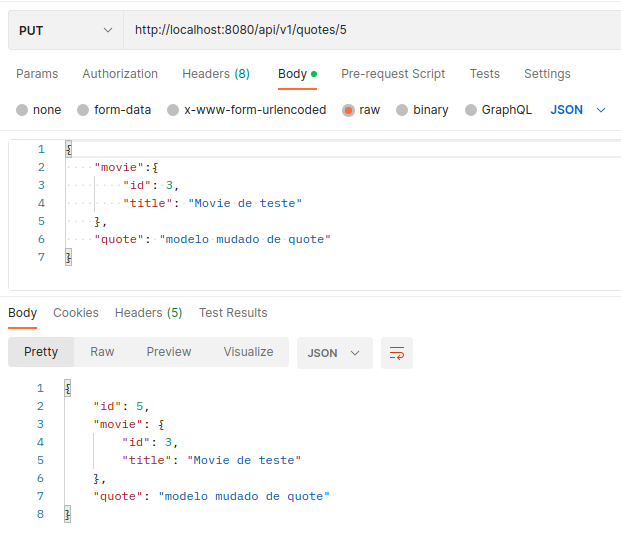 PUT http://localhost:8080/api/v1/quotes/5
Params Authorization Headers (8) Body Pre-request Script Tests Settings
none form-data x-www-form-urlencoded raw binary GraphQL JSON
1 {
2 "movie":{
3 "id": 3,
4 "title": "Movie de teste"
5 },
6 "quote": "modelo mudado de quote"
7 }
Body Cookies Headers (5) Test Results
Pretty Raw Preview Visualize JSON
1 {
2 "id": 5,
3 "movie": {
4 "id": 3,
5 "title": "Movie de teste"
6 },
7 "quote": "modelo mudado de quote"
8 }